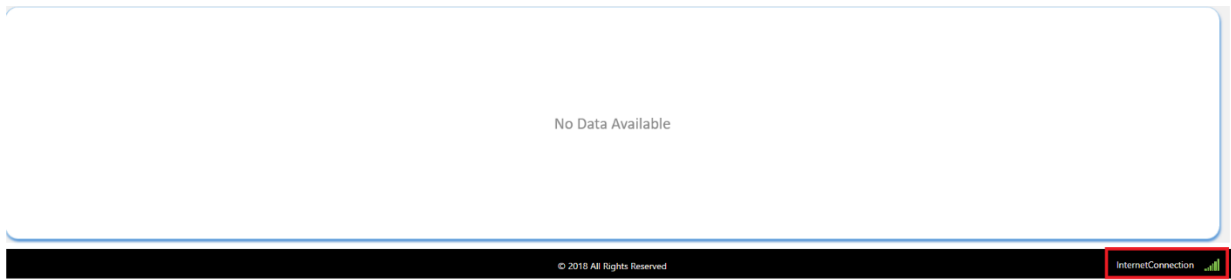 No Data Available
© 2018 All Rights Reserved
InternetConnection